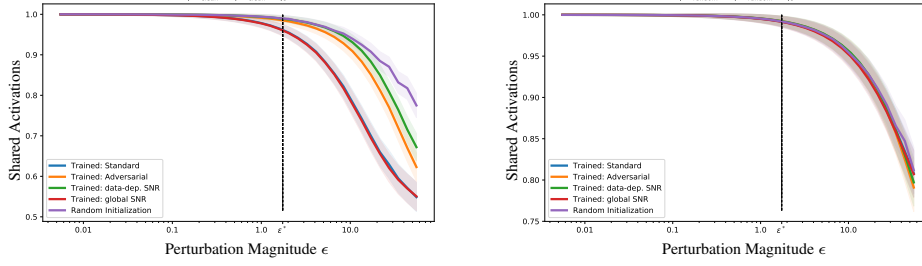 1.0
0.9
0.8
0.7
0.6
0.5
Shared Activations
Trained: Standard
Trained: Adversarial
Trained: data-dep. SNR
Trained: global SNR
Random Initialization
0.01
0.1
1.0
ε*
10.0
Perturbation Magnitude ϵ
1.00
0.95
0.90
0.85
0.80
0.75
Shared Activations
Trained: Standard
Trained: Adversarial
Trained: data-dep. SNR
Trained: global SNR
Random Initialization
0.01
0.1
1.0
ε*
10.0
Perturbation Magnitude ϵ